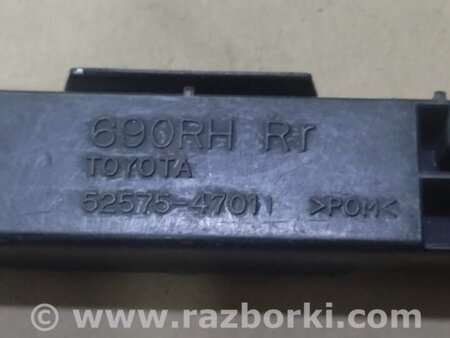 690RH Rr
TOYOTA
52575-47011 >POM<
© www.razborki.com